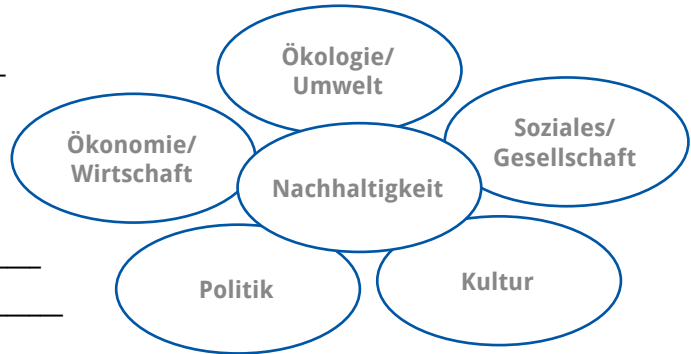 Ökologie/
Umwelt
Ökonomie/
Wirtschaft
Soziales/
Gesellschaft
Nachhaltigkeit
Politik
Kultur